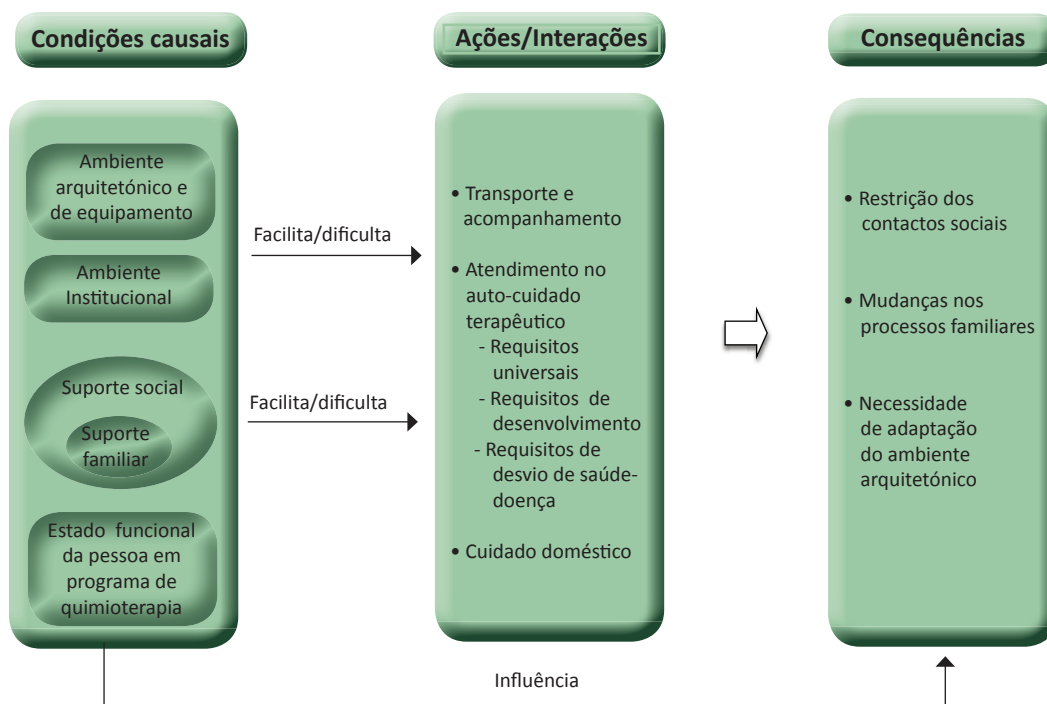 Condições causais
Ambiente
arquitetónico e
de equipamento
Ambiente
Institucional
Suporte social
Suporte
familiar
Estado funcional
da pessoa em
programa de
quimioterapia
Facilita/dificulta
Facilita/dificulta
Ações/Interações
• Transporte e
acompanhamento
• Atendimento no
auto-cuidado
terapêutico
- Requisitos
universais
- Requisitos de
desenvolvimento
- Requisitos de
desvio de saúde-
doença
• Cuidado doméstico
Consequências
• Restrição dos
contactos sociais
• Mudanças nos
processos familiares
• Necessidade
de adaptação
do ambiente
arquitetónico
Influência